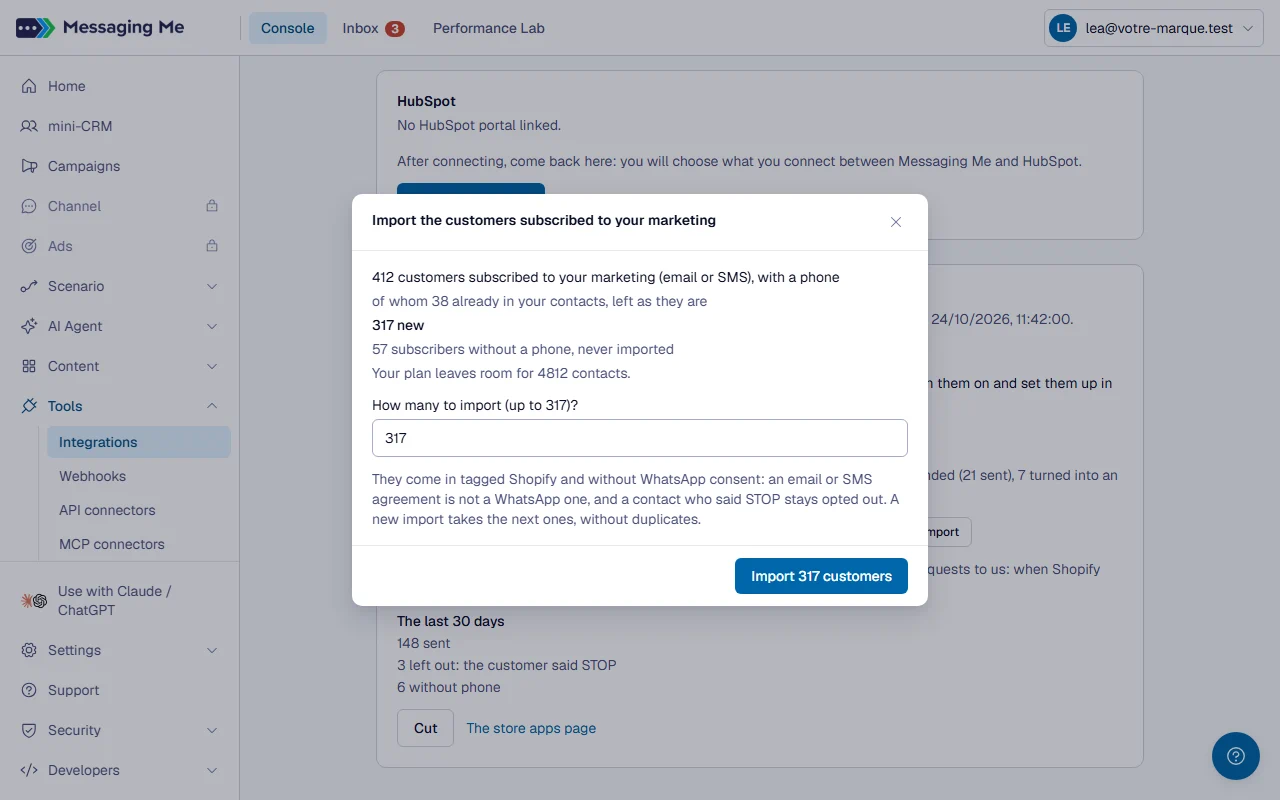 Messaging Me
Console
Inbox 3
Performance Lab
LE lea@votre-marque.test
Home
mini-CRM
Campaigns
Channel
Ads
Scenario
AI Agent
Content
Tools
Integrations
Webhooks
API connectors
MCP connectors
Use with Claude /
ChatGPT
Settings
Support
Security
Developers
HubSpot
No HubSpot portal linked.
After connecting, come back here: you will choose what you connect between Messaging Me and HubSpot.
Import the customers subscribed to your marketing
412 customers subscribed to your marketing (email or SMS), with a phone
of whom 38 already in your contacts, left as they are
317 new
57 subscribers without a phone, never imported
Your plan leaves room for 4812 contacts.
How many to import (up to 317)?
317
They come in tagged Shopify and without WhatsApp consent: an email or SMS
agreement is not a WhatsApp one, and a contact who said STOP stays opted out. A
new import takes the next ones, without duplicates.
Import 317 customers
24/10/2026, 11:42:00.
them on and set them up in
(21 sent), 7 turned into an
when Shopify
The last 30 days
148 sent
3 left out: the customer said STOP
6 without phone
Cut
The store apps page